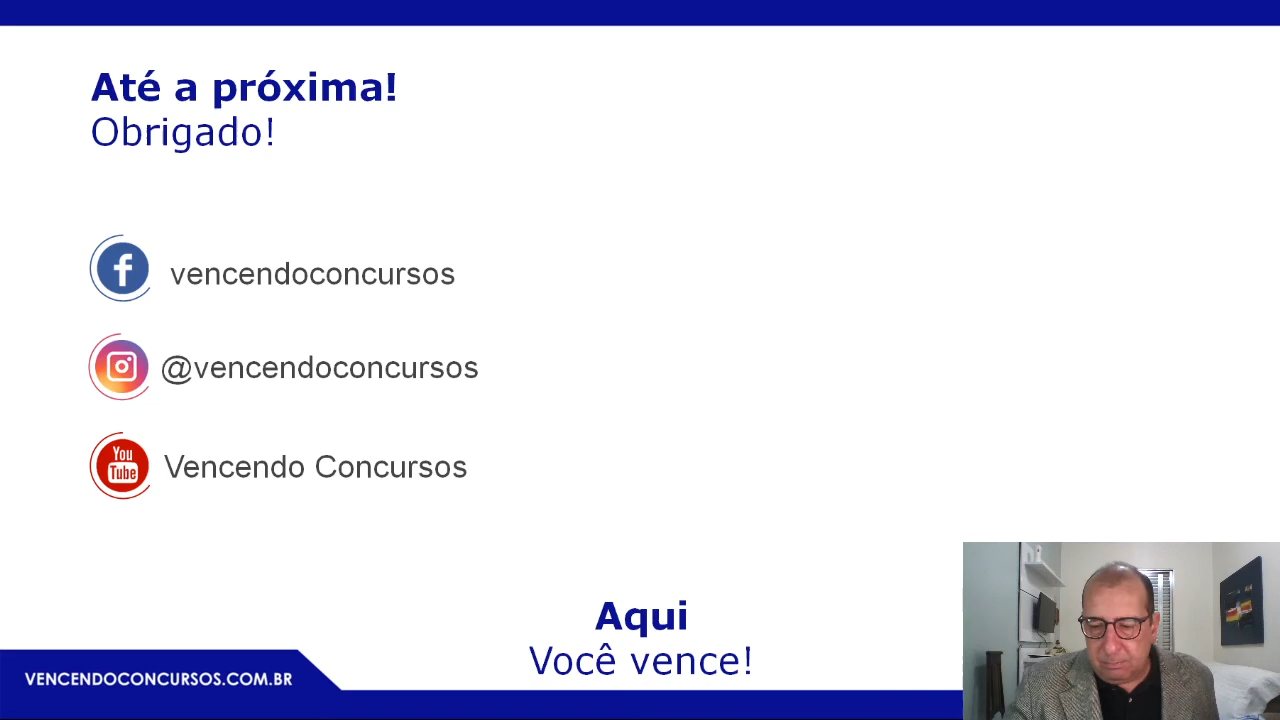 Até a próxima!
Obrigado!
vencendoconcursos
@vencendoconcursos
You
Tube
Vencendo Concursos
Aqui
Você vence!
VENCENDOCONCURSOS.COM.BR